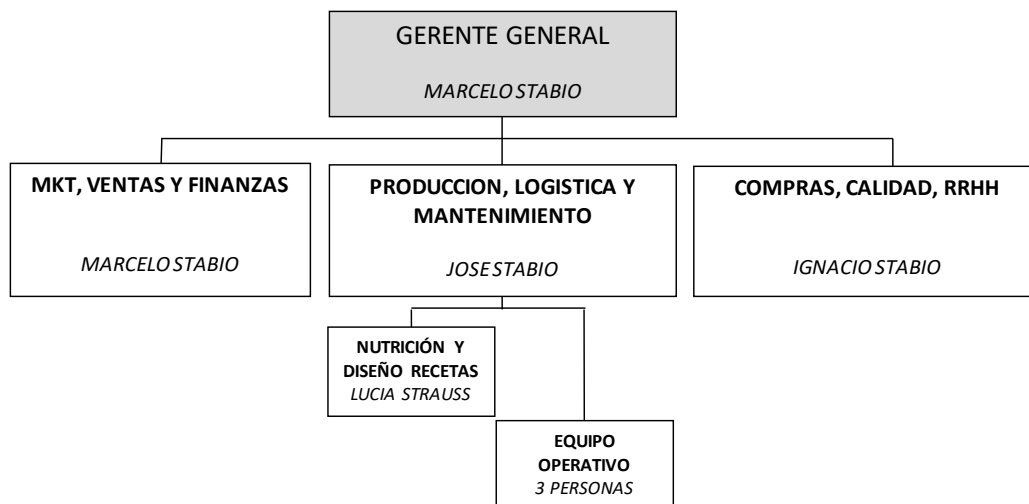 GERENTE GENERAL
MARCELO STABIO
MKT, VENTAS Y FINANZAS
MARCELO STABIO
PRODUCCION, LOGISTICA Y
MANTENIMIENTO
JOSE STABIO
COMPRAS, CALIDAD, RRHH
IGNACIO STABIO
NUTRICIÓN Y
DISEÑO RECETAS
LUCIA STRAUSS
EQUIPO
OPERATIVO
3 PERSONAS